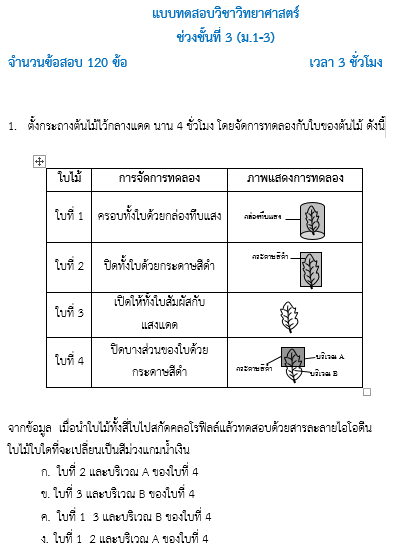 แบบทดสอบวิชาวิทยาศาสตร์
ช่วงชั้นที่ 3 (ม.1-3)
จำนวนข้อสอบ 120 ข้อ เวลา 3 ชั่วโมง
1. ตั้งกระถางต้นไม้ไว้กลางแดด นาน 4 ชั่วโมง โดยจัดการทดลองกับใบของต้นไม้ ดังนี้
ใบไม้ การจัดการทดลอง ภาพแสดงการทดลอง
ใบที่ 1 ครอบทั้งใบด้วยกล่องทึบแสง กล่องทึบแสง
ใบที่ 2 ปิดทั้งใบด้วยกระดาษสีดำ กระดาษสีดำ
ใบที่ 3 เปิดให้ทั้งใบสัมผัสกับ
แสงแดด
ใบที่ 4 ปิดบางส่วนของใบด้วย
กระดาษสีดำ กระดาษสีดำ บริเวณ A
บริเวณ B
จากข้อมูล เมื่อนำใบไม้ทั้งสี่ใบไปสกัดคลอโรฟิลล์แล้วทดสอบด้วยสารละลายไอโอดีน
ใบไม้ใบใดที่จะเปลี่ยนเป็นสีม่วงแกมน้ำเงิน
ก. ใบที่ 2 และบริเวณ A ของใบที่ 4
ข. ใบที่ 3 และบริเวณ B ของใบที่ 4
ค. ใบที่ 1 3 และบริเวณ B ของใบที่ 4
ง. ใบที่ 1 2 และบริเวณ A ของใบที่ 4